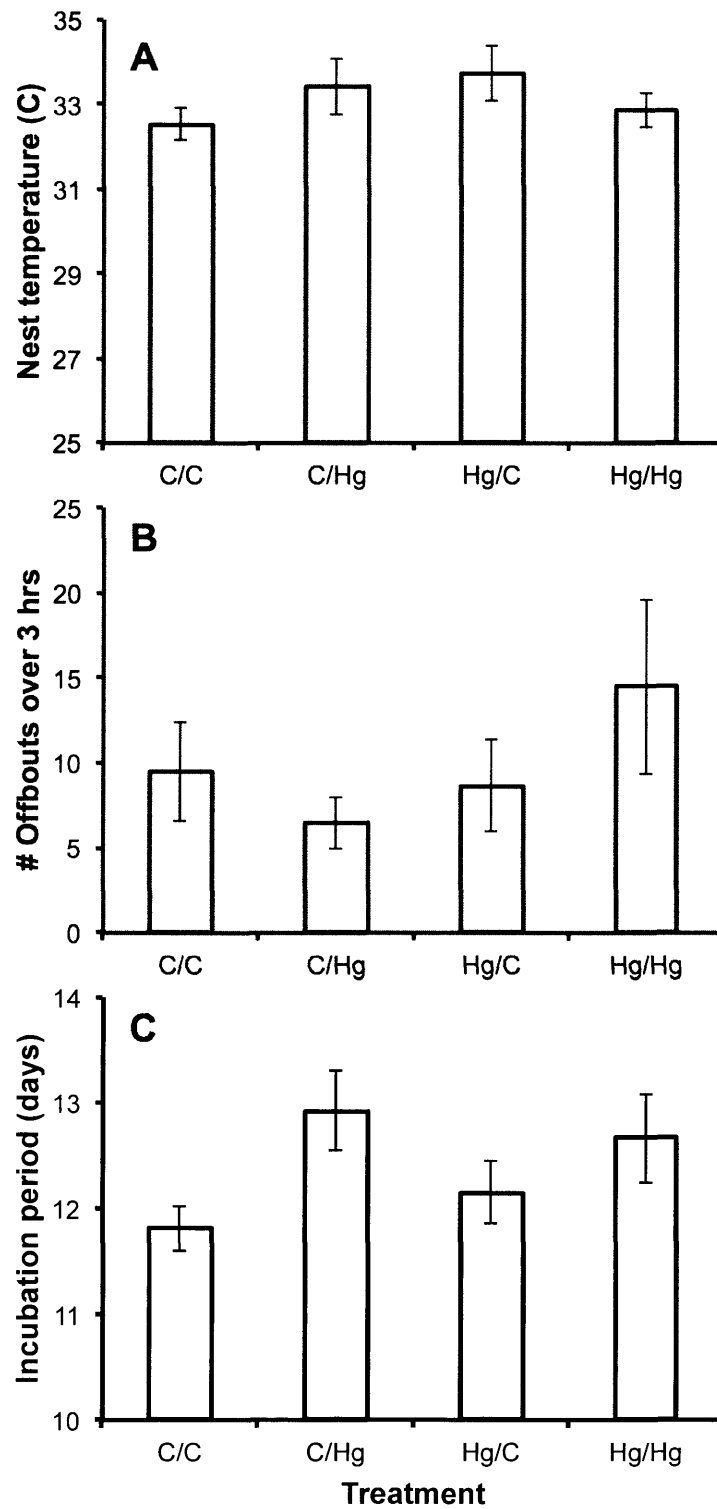 A
Nest temperature (C)
35
33
31
29
27
25
C/C C/Hg Hg/C Hg/Hg
B
# Offbouts over 3 hrs
25
20
15
10
5
0
C/C C/Hg Hg/C Hg/Hg
C
Incubation period (days)
14
13
12
11
10
C/C C/Hg Hg/C Hg/Hg
Treatment